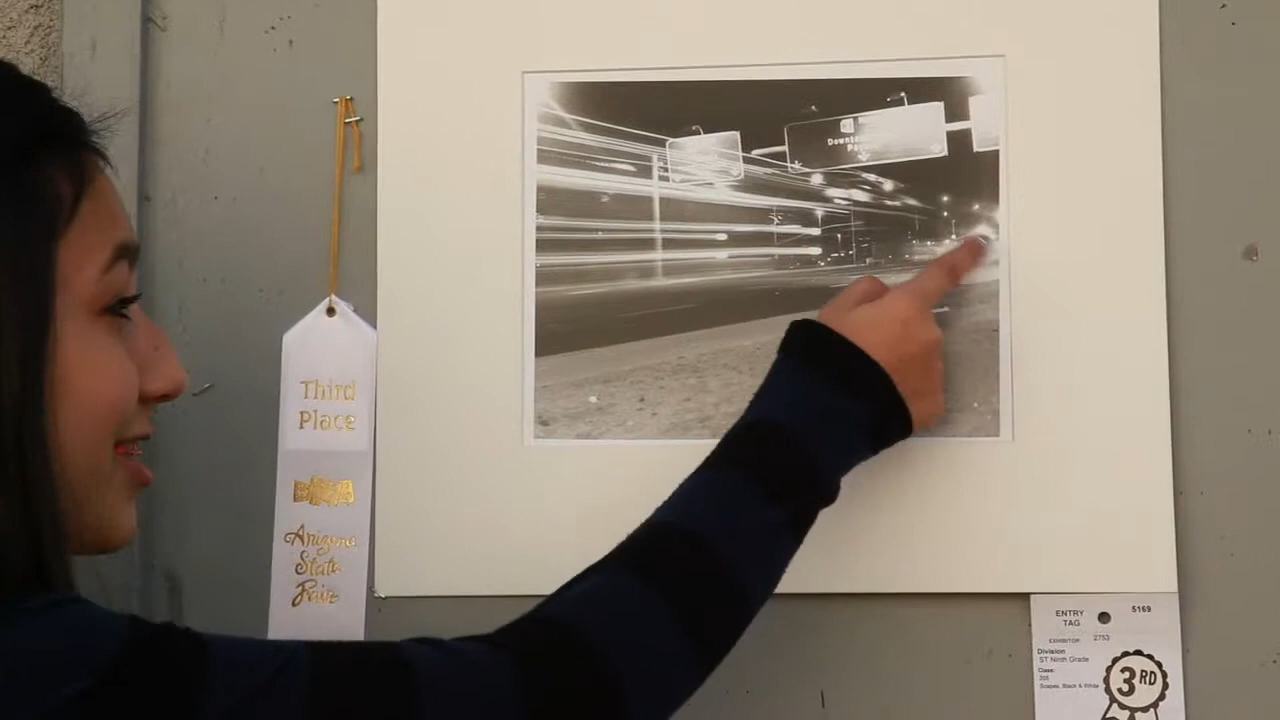 Downtown
Third
Place
Arizona
State
Fair
ENTRY
TAG
5169
EXHIBITOR: 2753
Division
ST Ninth Grade
Class:
Scapes, Black & White
3RD